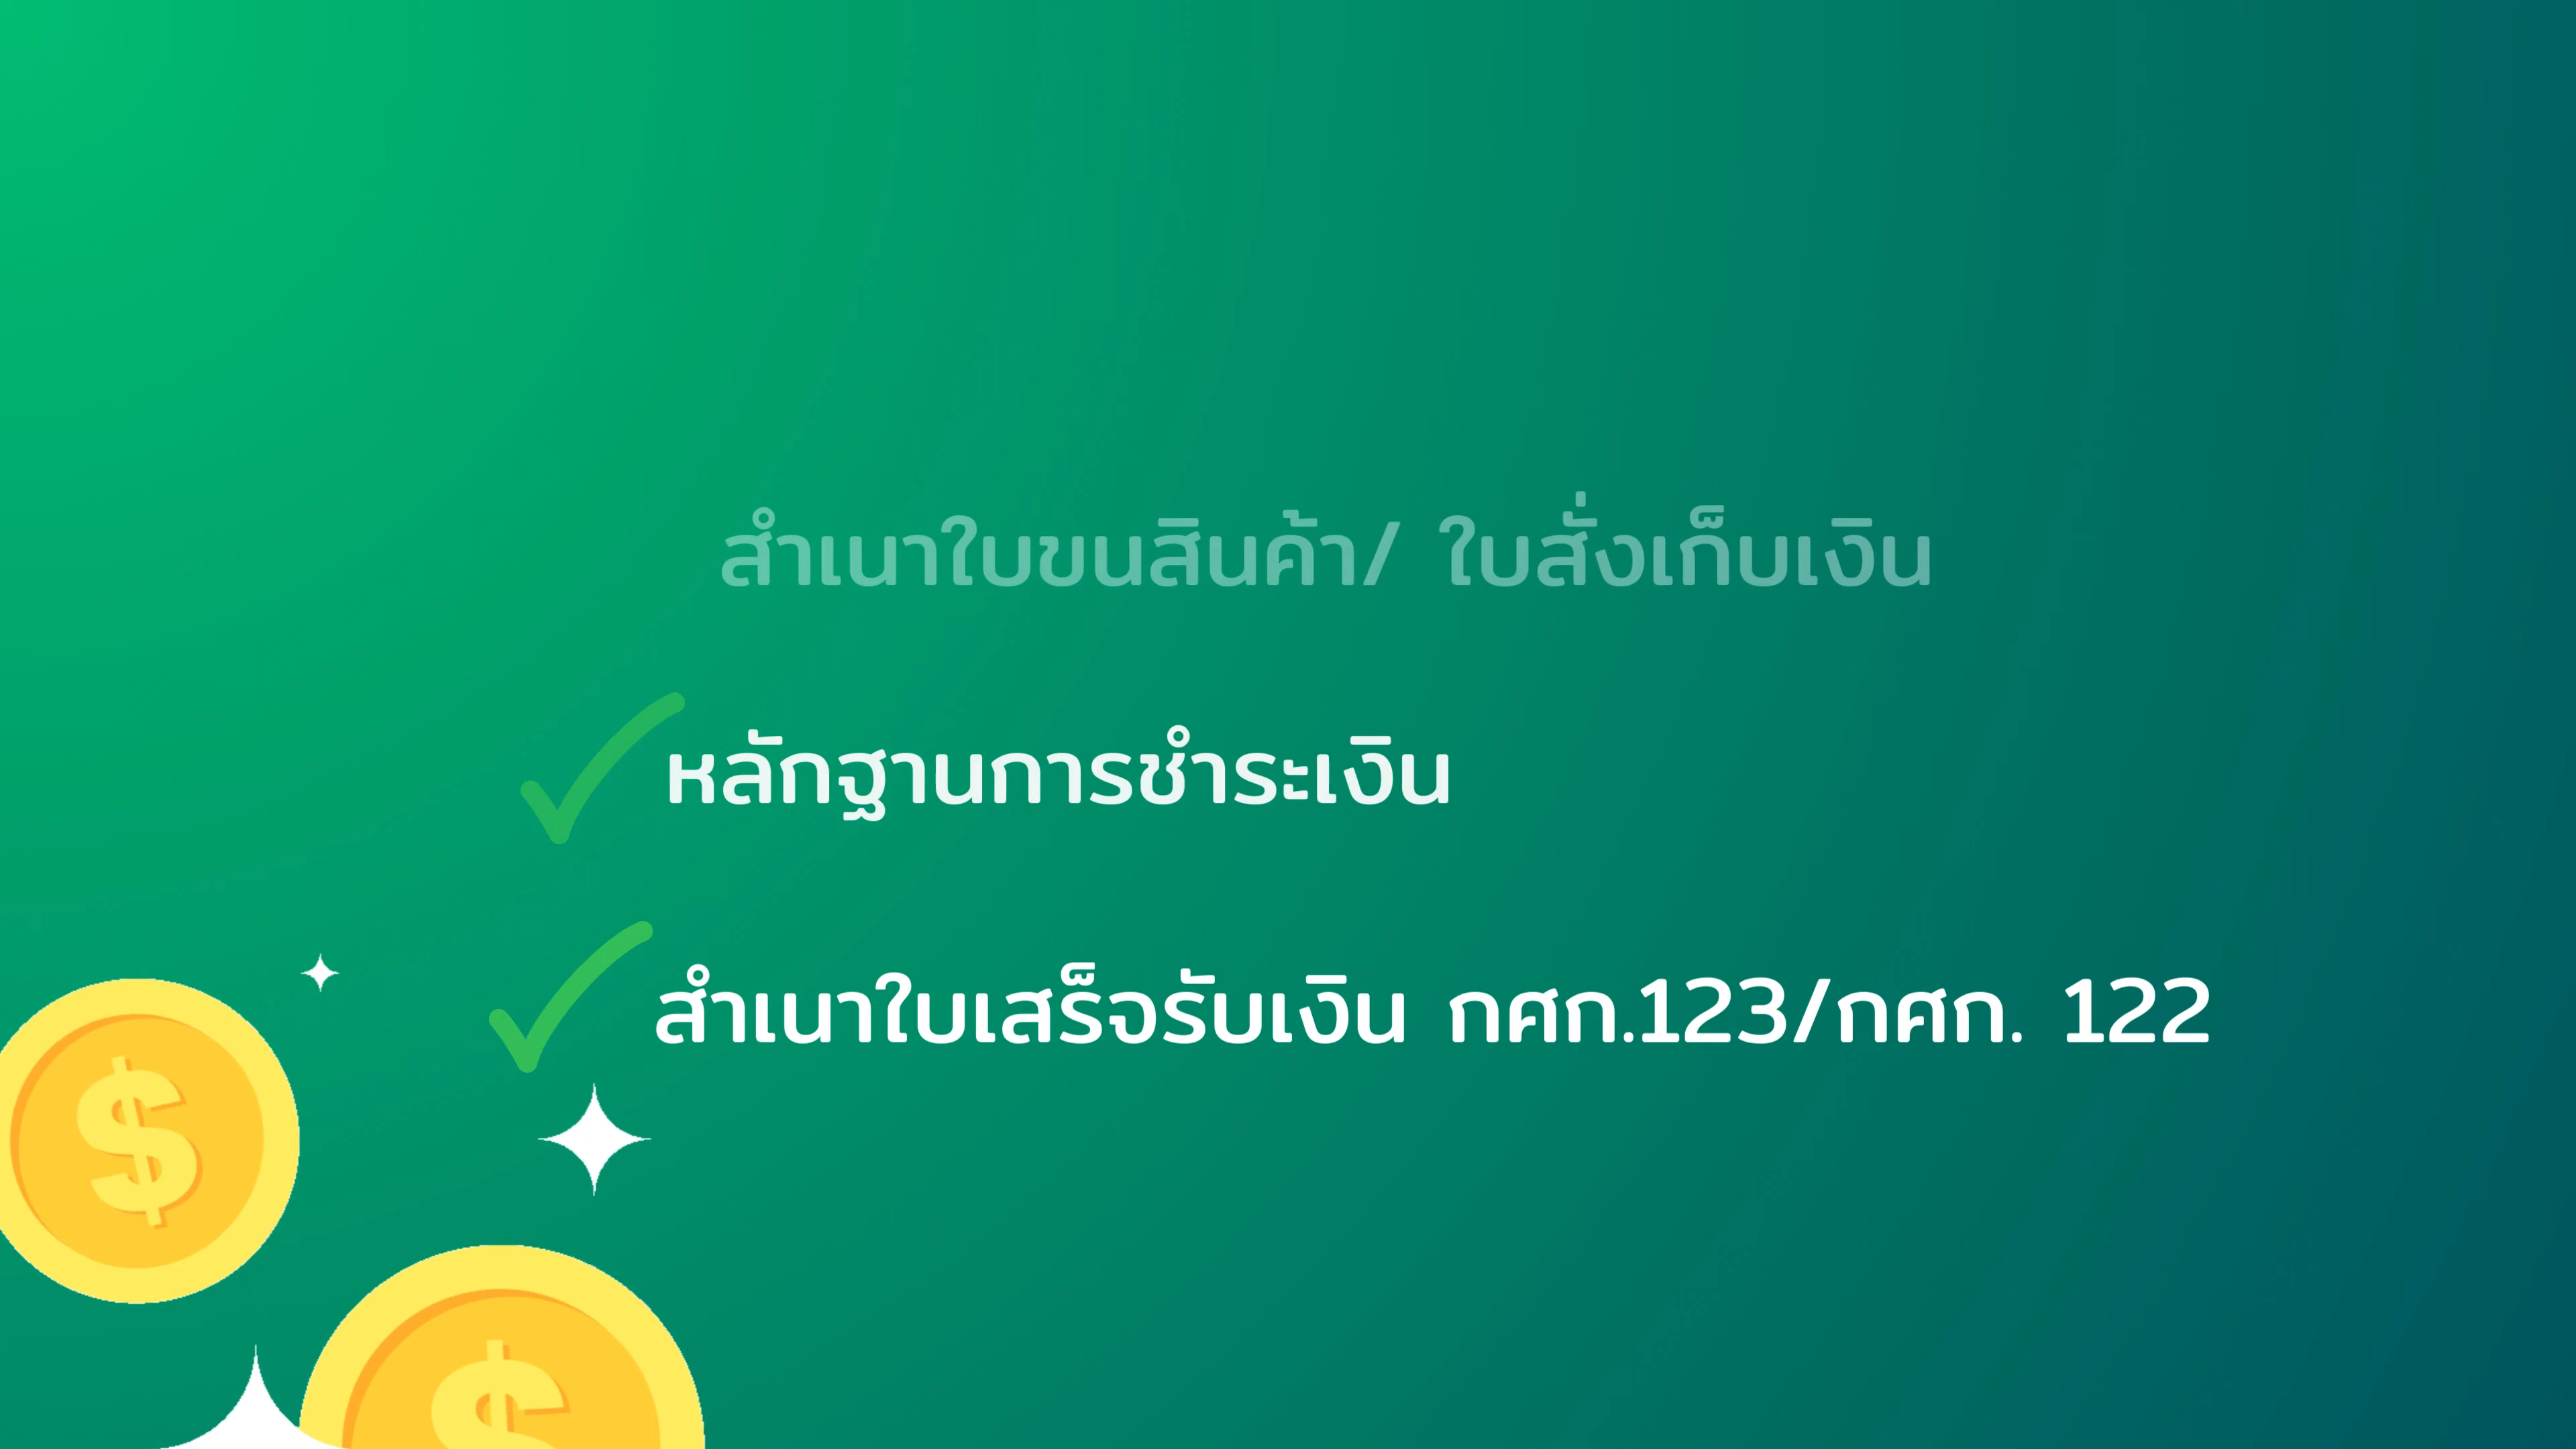 สำเนาใบขนสินค้า/ ใบสั่งเก็บเงิน
หลักฐานการชำระเงิน
สำเนาใบเสร็จรับเงิน กศก.123/กศก. 122